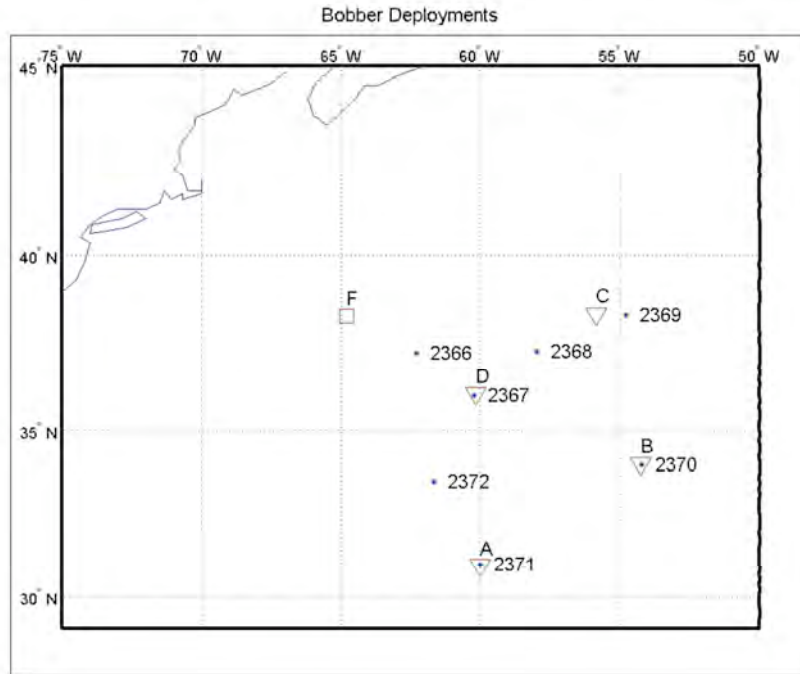 Bobber Deployments
-75° W
-70° W
-65° W
-60° W
-55° W
-50° W
45° N
40° N
35° N
30° N
F
C
2369
2366
2368
D
2367
B
2370
2372
A
2371